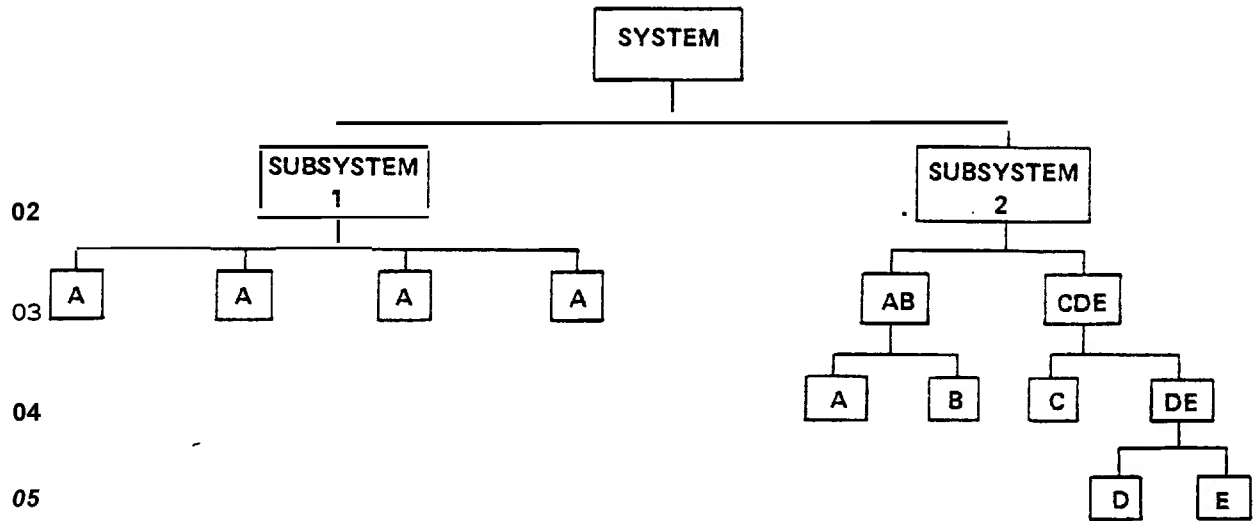 SYSTEM
SUBSYSTEM
1
SUBSYSTEM
2
02
A A A A AB CDE
03
A B C DE
04
D E
05